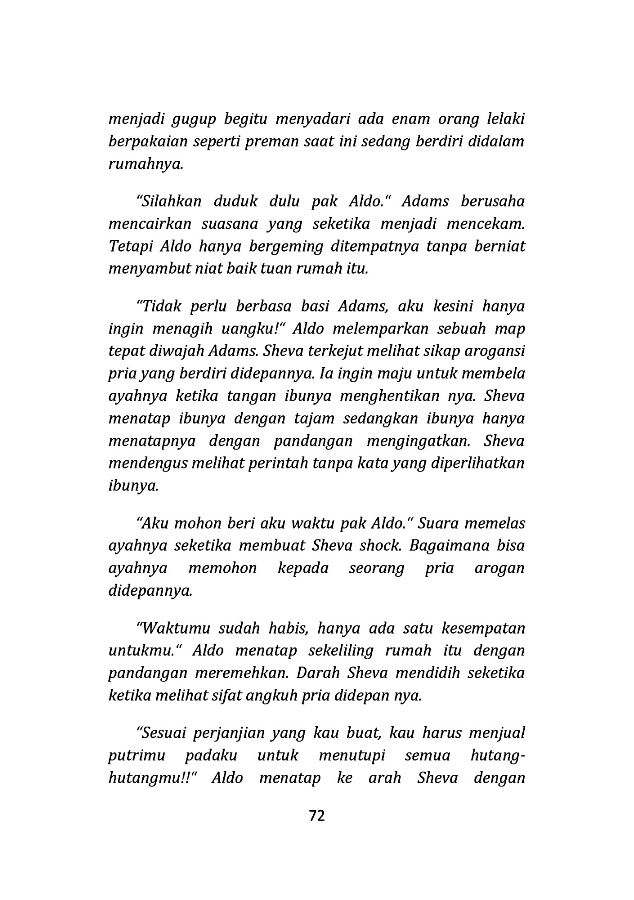 menjadi gugup begitu menyadari ada enam orang lelaki
berpakaian seperti preman saat ini sedang berdiri didalam
rumahnya.
“Silahkan duduk dulu pak Aldo.“ Adams berusaha
mencairkan suasana yang seketika menjadi mencekam.
Tetapi Aldo hanya bergeming ditempatnya tanpa berniat
menyambut niat baik tuan rumah itu.
“Tidak perlu berbasa basi Adams, aku kesini hanya
ingin menagih uangku!“ Aldo melemparkan sebuah map
tepat diwajah Adams. Sheva terkejut melihat sikap arogansi
pria yang berdiri didepannya. Ia ingin maju untuk membela
ayahnya ketika tangan ibunya menghentikan nya. Sheva
menatap ibunya dengan tajam sedangkan ibunya hanya
menatapnya dengan pandangan mengingatkan. Sheva
mendengus melihat perintah tanpa kata yang diperlihatkan
ibunya.
“Aku mohon beri aku waktu pak Aldo.“ Suara memelas
ayahnya seketika membuat Sheva shock. Bagaimana bisa
ayahnya memohon kepada seorang pria arogan
didepannya.
“Waktumu sudah habis, hanya ada satu kesempatan
untukmu.“ Aldo menatap sekeliling rumah itu dengan
pandangan meremehkan. Darah Sheva mendidih seketika
ketika melihat sifat angkuh pria didepan nya.
“Sesuai perjanjian yang kau buat, kau harus menjual
putrimu padaku untuk menutupi semua hutang-
hutangmu!!“ Aldo menatap ke arah Sheva dengan
72